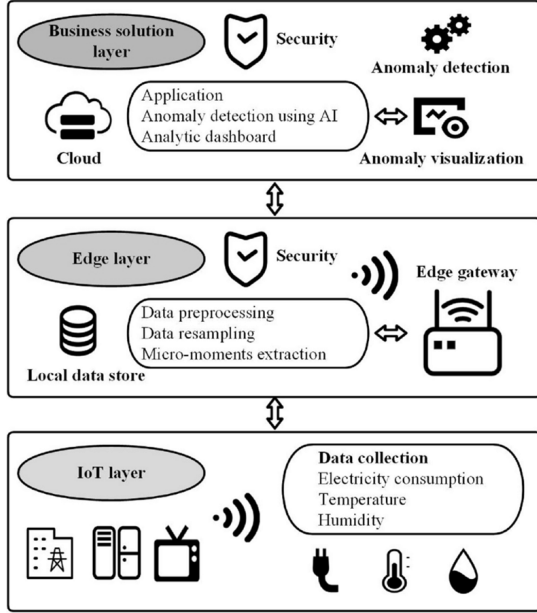 Business solution
layer
Security
Anomaly detection
Application
Anomaly detection using AI
Analytic dashboard
Cloud
Anomaly visualization
Edge layer
Security
Edge gateway
Data preprocessing
Data resampling
Micro-moments extraction
Local data store
IoT layer
Data collection
Electricity consumption
Temperature
Humidity